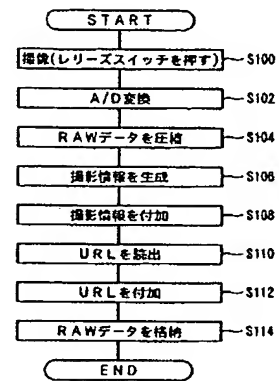 START
撮像(レリーズスイッチを押す) S100
A/D変換 S102
RAWデータを圧縮 S104
撮影情報を生成 S106
撮影情報を付加 S108
URLを読出 S110
URLを付加 S112
RAWデータを格納 S114
END